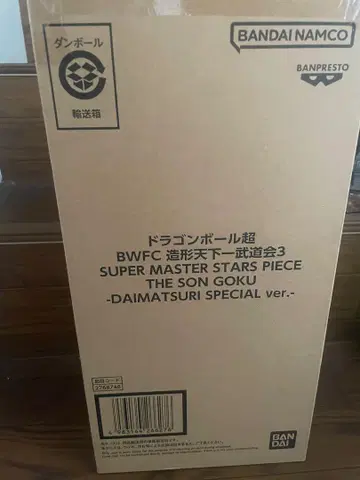 ダンボール
輸送箱
BANDAI NAMCO
BANPRESTO
ドラゴンボール超
BWFC 造形天下一武道会3
SUPER MASTER STARS PIECE
THE SON GOKU
-DAIMATSURI SPECIAL ver.-
BAN
DAI